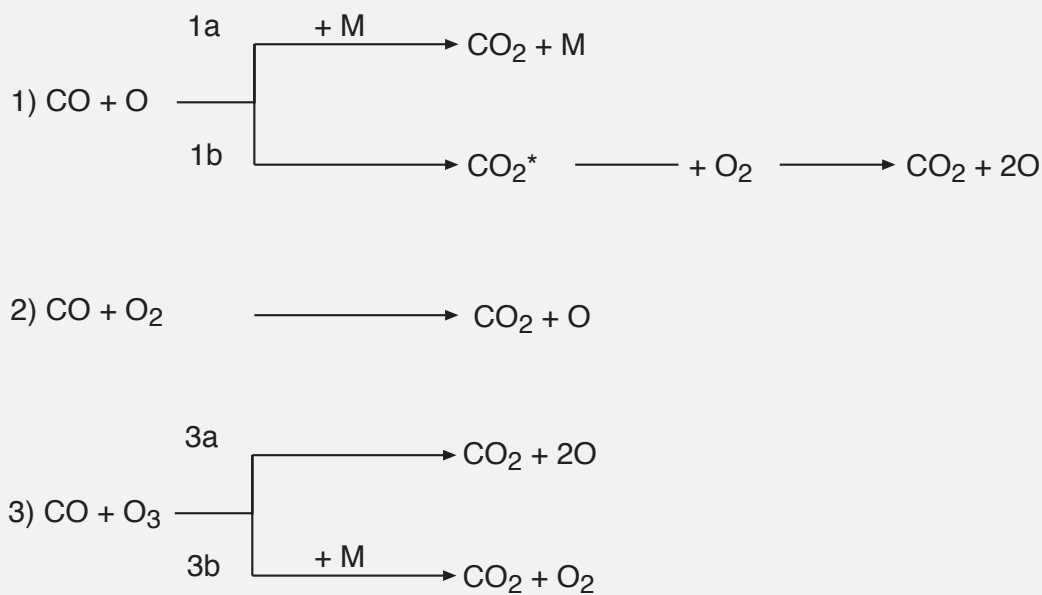 1a + M CO₂ + M
1) CO + O
1b CO₂* + O₂ CO₂ + 2O
2) CO + O₂ CO₂ + O
3a CO₂ + 2O
3) CO + O₃
3b + M CO₂ + O₂